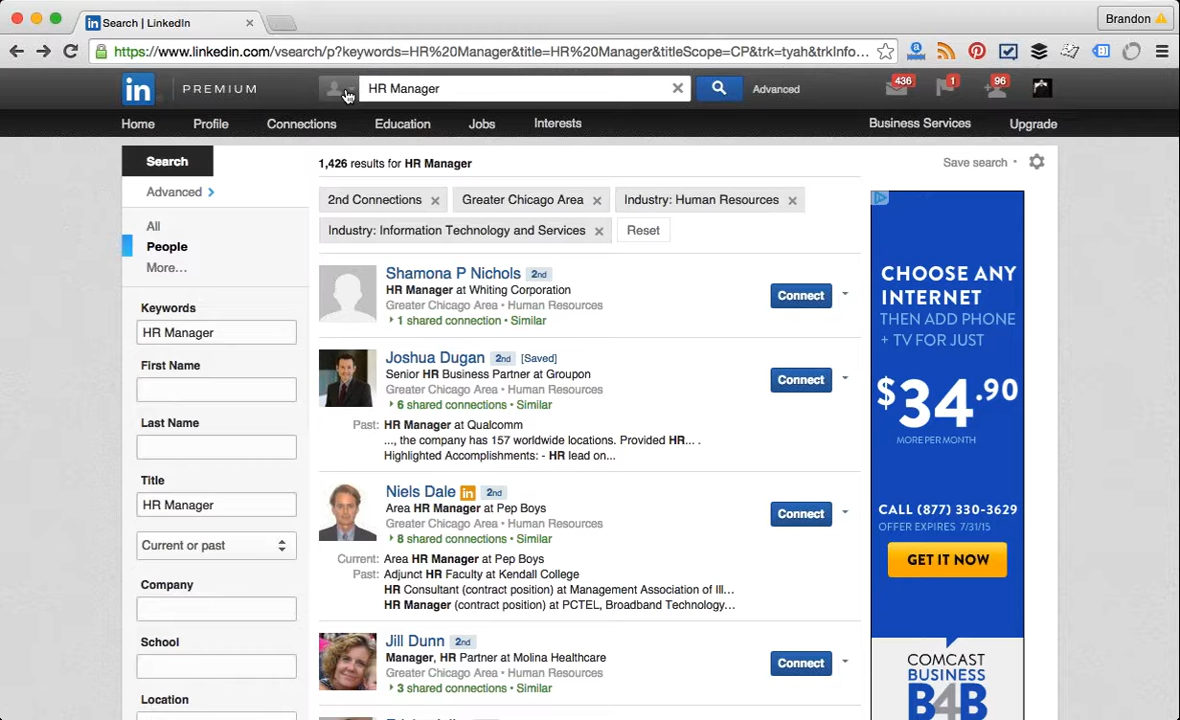 Search | LinkedIn
Brandon
https://www.linkedin.com/vsearch/p?keywords=HR%20Manager&title=HR%20Manager&titleScope=CP&trk=tyah&trkInfo...
in PREMIUM
HR Manager
Advanced
436
1
96
Home Profile Connections Education Jobs Interests
Business Services Upgrade
Search
Advanced
All
People
More...
Keywords
HR Manager
First Name
Last Name
Title
HR Manager
Current or past
Company
School
Location
1,426 results for HR Manager
Save search
2nd Connections × Greater Chicago Area × Industry: Human Resources ×
Industry: Information Technology and Services × Reset
Shamona P Nichols 2nd
HR Manager at Whiting Corporation
Greater Chicago Area • Human Resources
1 shared connection • Similar
Connect
Joshua Dugan 2nd [Saved]
Senior HR Business Partner at Groupon
Greater Chicago Area • Human Resources
6 shared connections • Similar
Connect
Past: HR Manager at Qualcomm
..., the company has 157 worldwide locations. Provided HR... .
Highlighted Accomplishments: - HR lead on...
Niels Dale in 2nd
Area HR Manager at Pep Boys
Greater Chicago Area • Human Resources
8 shared connections • Similar
Connect
Current: Area HR Manager at Pep Boys
Past: Adjunct HR Faculty at Kendall College
HR Consultant (contract position) at Management Association of Ill...
HR Manager (contract position) at PCTEL, Broadband Technology...
Jill Dunn 2nd
Manager, HR Partner at Molina Healthcare
Greater Chicago Area • Human Resources
3 shared connections • Similar
Connect
CHOOSE ANY
INTERNET
THEN ADD PHONE
+ TV FOR JUST
$34.90
MORE PER MONTH
CALL (877) 330-3629
OFFER EXPIRES 7/31/15
GET IT NOW
COMCAST
BUSINESS
B4B